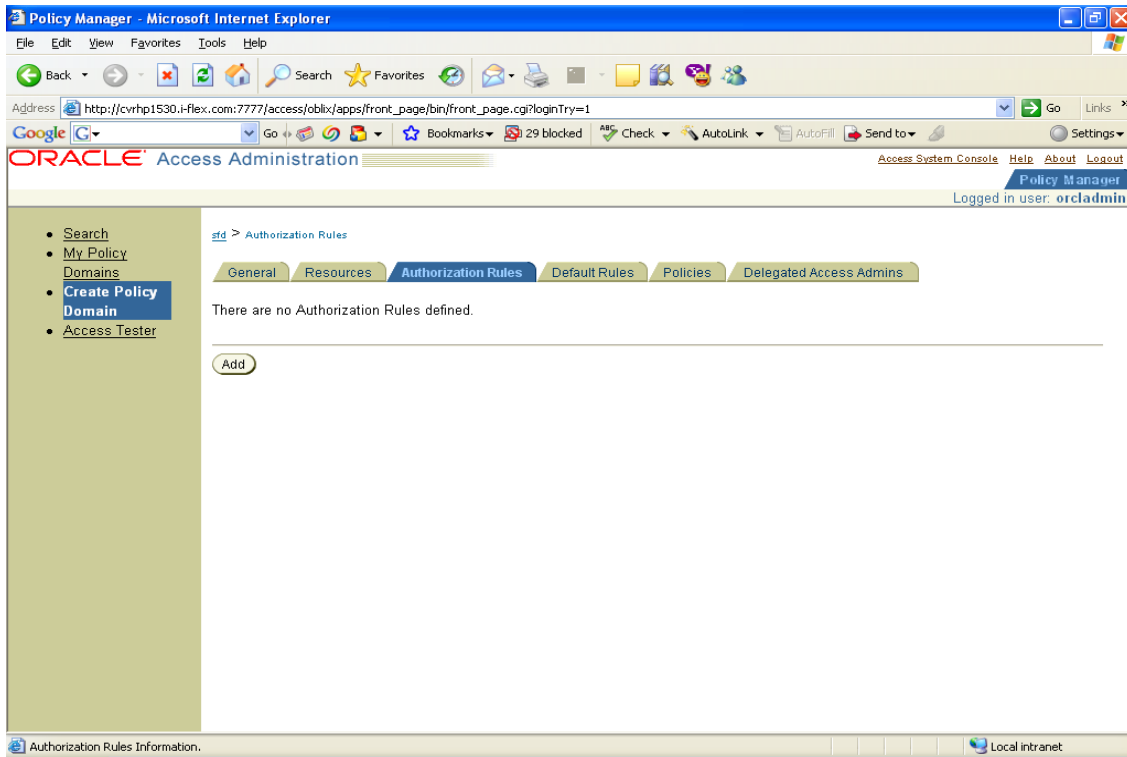 Policy Manager - Microsoft Internet Explorer
File Edit View Favorites Tools Help
Back Search Favorites
Address http://cvrhp1530.i-flex.com:7777/access/oblix/apps/front_page/bin/front_page.cgi?loginTry=1 Go Links »
Google G Go Bookmarks 29 blocked ABC Check AutoLink AutoFill Send to Settings
ORACLE Access Administration
Access System Console Help About Logout
Policy Manager
Logged in user: orcladmin
Search
My Policy
Domains
Create Policy
Domain
Access Tester
sfd > Authorization Rules
General Resources Authorization Rules Default Rules Policies Delegated Access Admins
There are no Authorization Rules defined.
Add
Authorization Rules Information. Local intranet